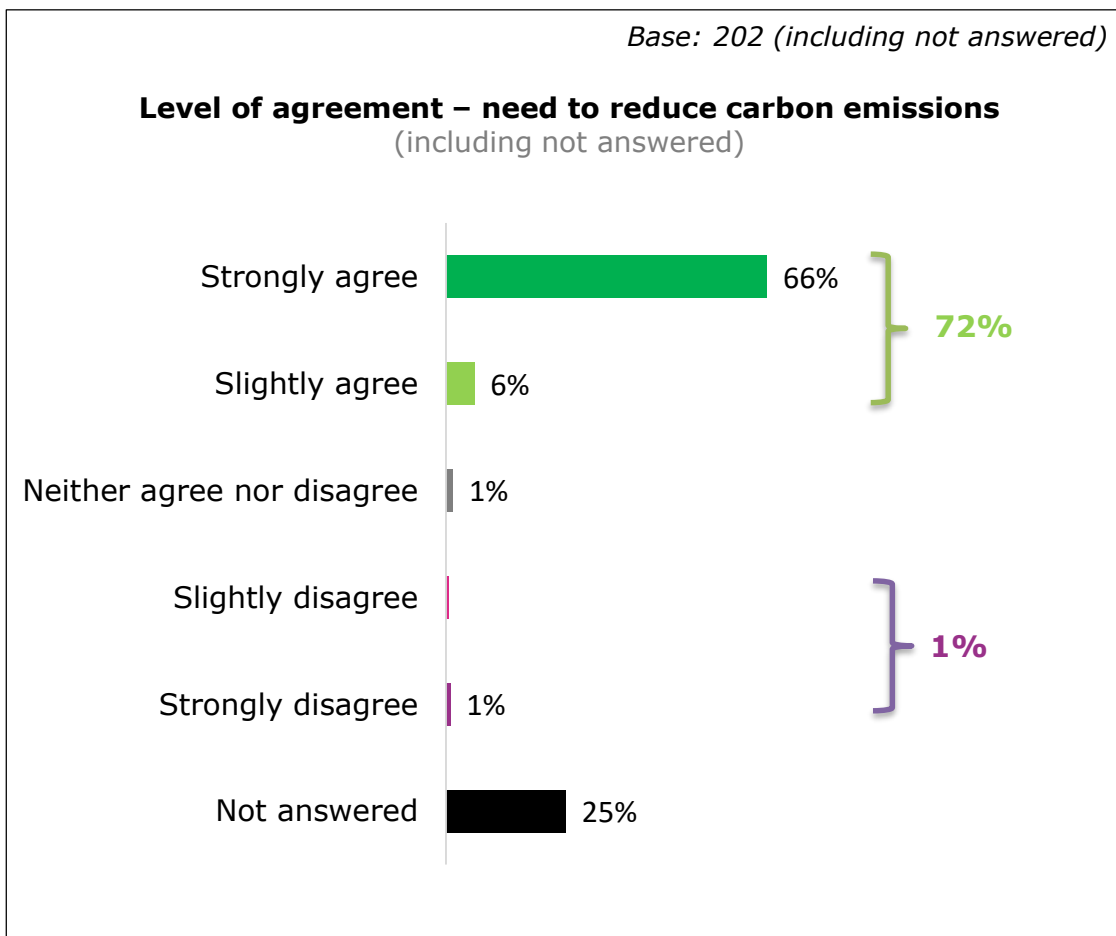 Base: 202 (including not answered)
Level of agreement – need to reduce carbon emissions
(including not answered)
Strongly agree 66%
72%
Slightly agree 6%
Neither agree nor disagree 1%
Slightly disagree
1%
Strongly disagree 1%
Not answered 25%